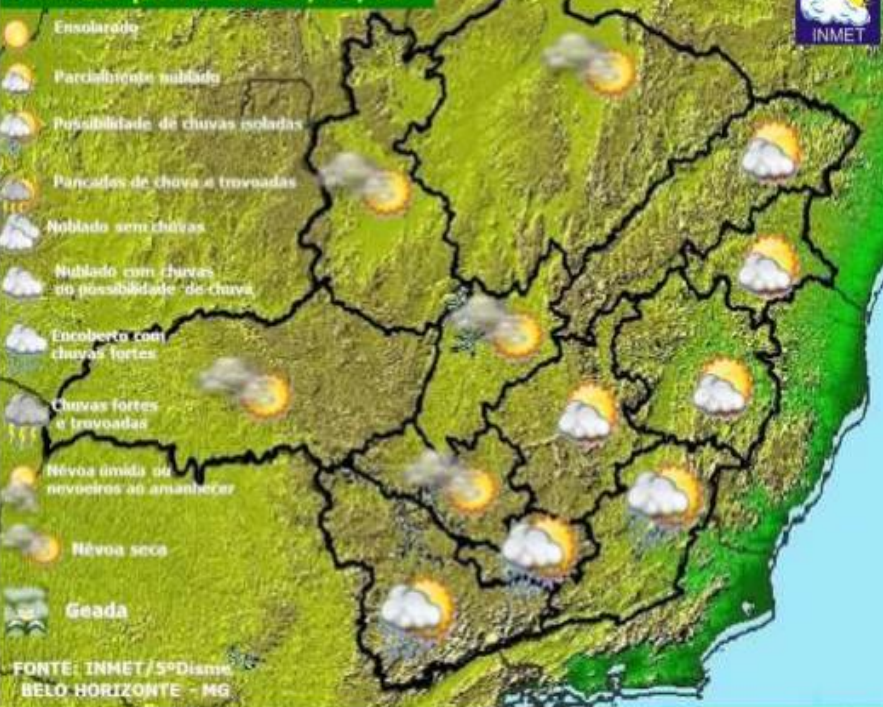 INMET
Ensolarado
Parcialmente nublado
Possibilidade de chuvas isoladas
Pancadas de chuva e trovoadas
Nublado sem chuvas
Nublado com chuvas
ou possibilidade de chuva
Encoberto com
chuvas fortes
Chuvas fortes
e trovoadas
Névoa úmida ou
nevoeiros ao amanhecer
Névoa seca
Geada
FONTE: INMET/5ºDisme
BELO HORIZONTE - MG